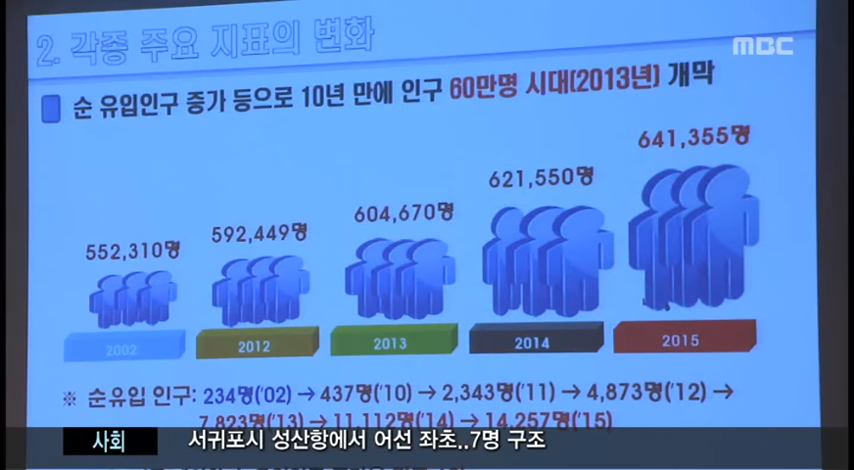 2. 각종 주요 지표의 변화
MBC
순 유입인구 증가 등으로 10년 만에 인구 60만명 시대(2013년) 개막
641,355명
621,550명
604,670명
592,449명
552,310명
2002 2012 2013 2014 2015
※ 순유입 인구: 234명('02) → 437명('10) → 2,343명('11) → 4,873명('12) →
7,823명('13) → 11,112명('14) → 14,257명('15)
사회 서귀포시 성산항에서 어선 좌초..7명 구조